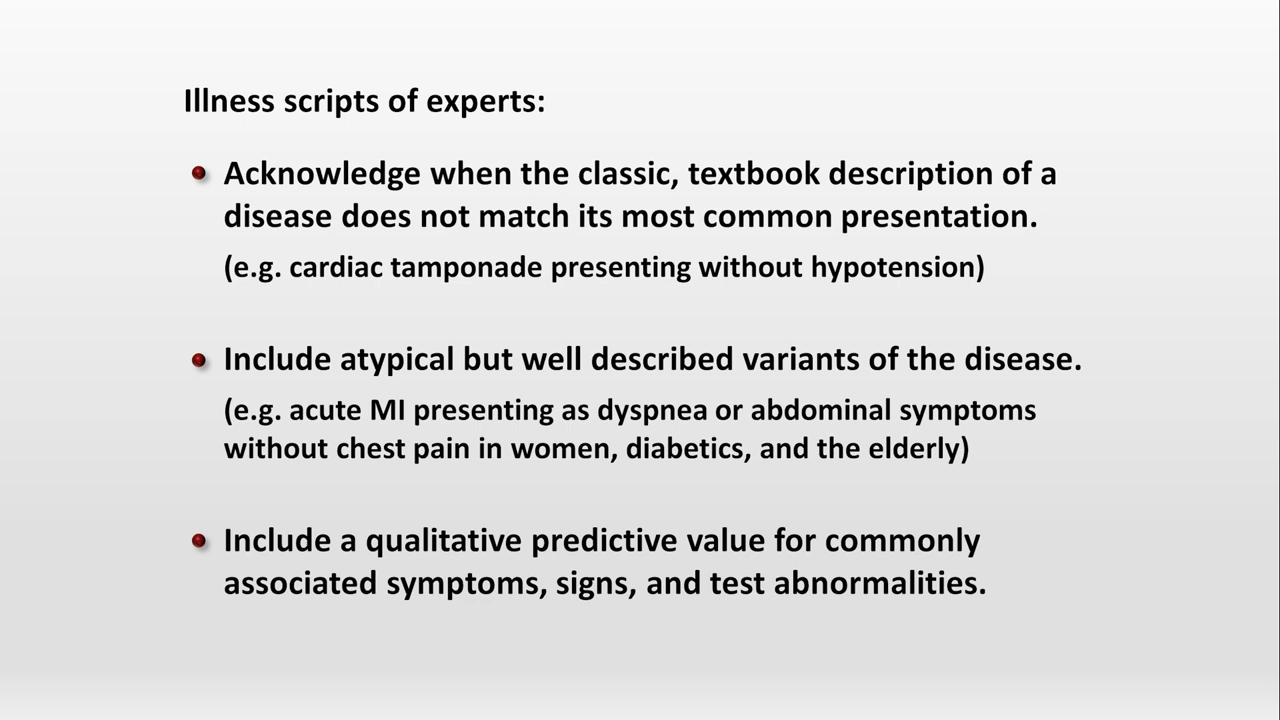 Illness scripts of experts:
Acknowledge when the classic, textbook description of a
disease does not match its most common presentation.
(e.g. cardiac tamponade presenting without hypotension)
Include atypical but well described variants of the disease.
(e.g. acute MI presenting as dyspnea or abdominal symptoms
without chest pain in women, diabetics, and the elderly)
Include a qualitative predictive value for commonly
associated symptoms, signs, and test abnormalities.